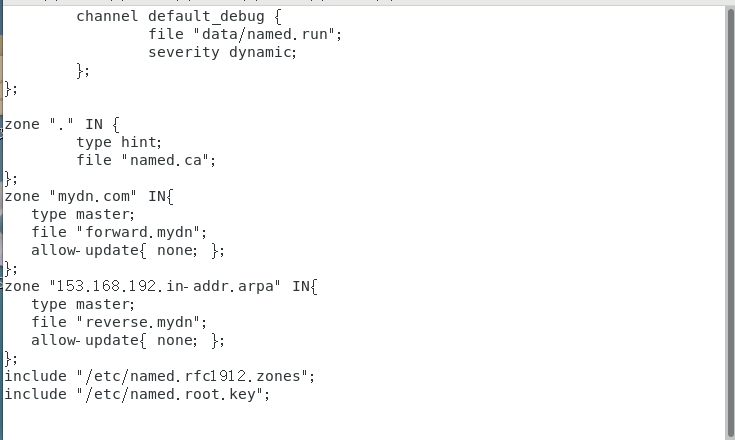 channel default_debug {
file "data/named.run";
severity dynamic;
};
};
zone "." IN {
type hint;
file "named.ca";
};
zone "mydn.com" IN{
type master;
file "forward.mydn";
allow-update{ none; };
};
zone "153.168.192.in-addr.arpa" IN{
type master;
file "reverse.mydn";
allow-update{ none; };
};
include "/etc/named.rfc1912.zones";
include "/etc/named.root.key";